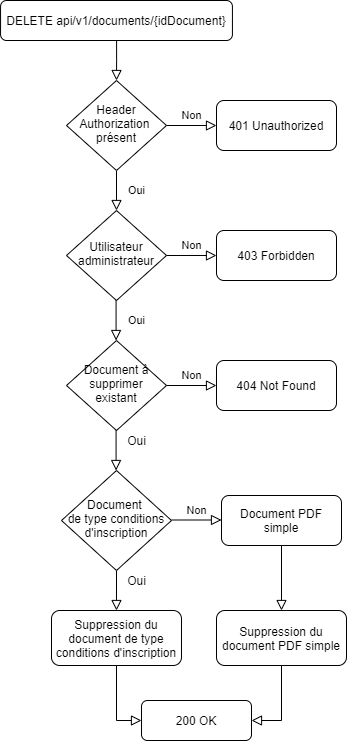 DELETE api/v1/documents/{idDocument}
Header
Authorization
présent
Non
401 Unauthorized
Oui
Utilisateur
administrateur
Non
403 Forbidden
Oui
Document à
supprimer
existant
Non
404 Not Found
Oui
Document
de type conditions
d'inscription
Non
Document PDF
simple
Oui
Suppression du
document de type
conditions d'inscription
Suppression du
document PDF simple
200 OK